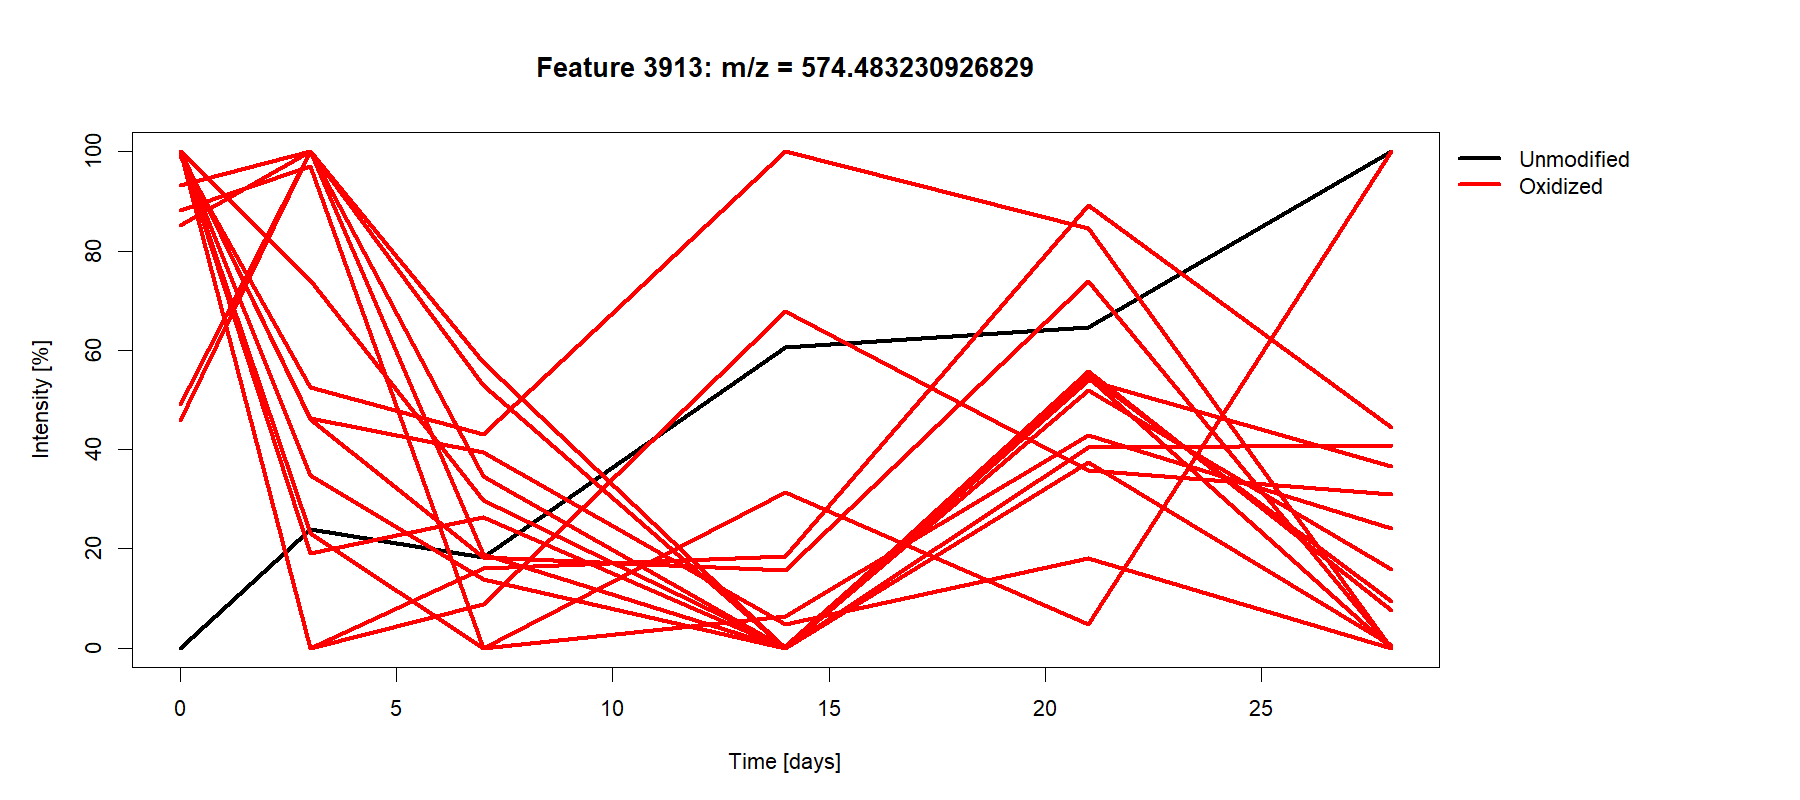 Feature 3913: m/z = 574.483230926829
Unmodified
Oxidized
Intensity [%]
100
80
60
40
20
0
0 5 10 15 20 25
Time [days]